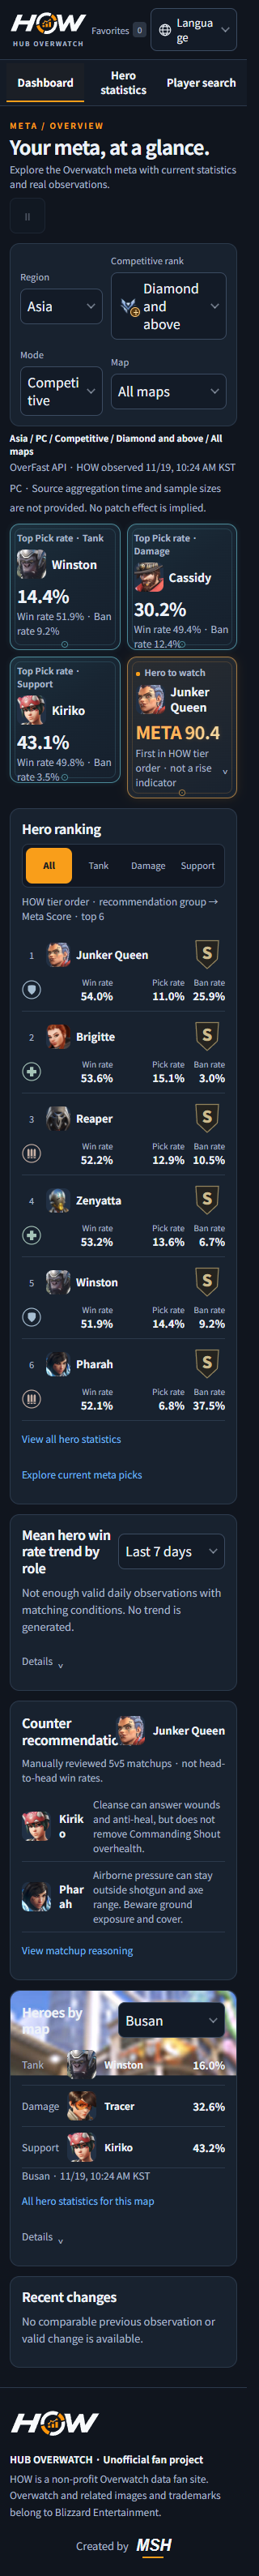 HOW
HUB OVERWATCH
Favorites 0
Langua
ge
Dashboard
Hero
statistics
Player search
META / OVERVIEW
Your meta, at a glance.
Explore the Overwatch meta with current statistics
and real observations.
Region
Asia
Competitive rank
Diamond
and
above
Mode
Competi
tive
Map
All maps
Asia / PC / Competitive / Diamond and above / All
maps
OverFast API · HOW observed 11/19, 10:24 AM KST
PC · Source aggregation time and sample sizes
are not provided. No patch effect is implied.
Top Pick rate · Tank
Winston
14.4%
Win rate 51.9% · Ban
rate 9.2%
Top Pick rate ·
Damage
Cassidy
30.2%
Win rate 49.4% · Ban
rate 12.4%
Top Pick rate ·
Support
Kiriko
43.1%
Win rate 49.8% · Ban
rate 3.5%
Hero to watch
Junker
Queen
META 90.4
First in HOW tier
order · not a rise
indicator
Hero ranking
All
Tank
Damage
Support
HOW tier order · recommendation group →
Meta Score · top 6
1
Junker Queen
S
Win rate
Pick rate
Ban rate
54.0%
11.0%
25.9%
2
Brigitte
S
Win rate
Pick rate
Ban rate
53.6%
15.1%
3.0%
3
Reaper
S
Win rate
Pick rate
Ban rate
52.2%
12.9%
10.5%
4
Zenyatta
S
Win rate
Pick rate
Ban rate
53.2%
13.6%
6.7%
5
Winston
S
Win rate
Pick rate
Ban rate
51.9%
14.4%
9.2%
6
Pharah
S
Win rate
Pick rate
Ban rate
52.1%
6.8%
37.5%
View all hero statistics
Explore current meta picks
Mean hero win
rate trend by
role
Last 7 days
Not enough valid daily observations with
matching conditions. No trend is
generated.
Details
Counter
recommendatio
Junker Queen
Manually reviewed 5v5 matchups · not head-
to-head win rates.
Kirik
o
Cleanse can answer wounds
and anti-heal, but does not
remove Commanding Shout
overhealth.
Phar
ah
Airborne pressure can stay
outside shotgun and axe
range. Beware ground
exposure and cover.
View matchup reasoning
Heroes by
map
Busan
Tank
Winston
16.0%
Damage
Tracer
32.6%
Support
Kiriko
43.2%
Busan · 11/19, 10:24 AM KST
All hero statistics for this map
Details
Recent changes
No comparable previous observation or
valid change is available.
HOW
HUB OVERWATCH · Unofficial fan project
HOW is a non-profit Overwatch data fan site.
Overwatch and related images and trademarks
belong to Blizzard Entertainment.
Created by MSH